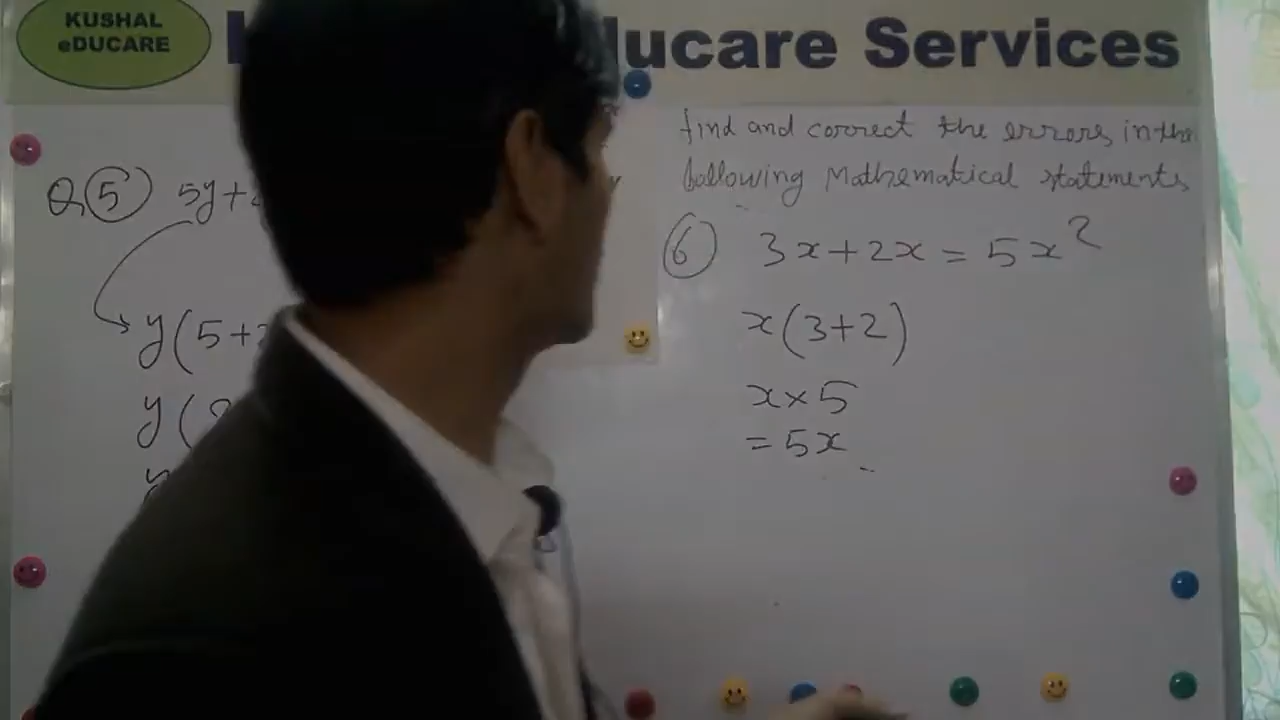 KUSHAL
eDUCARE
ducare Services
find and correct the errors in the
following Mathematical statements
Q 5 5y+
y(5+
y(
⑥ 3x+2x = 5x²
x(3+2)
x×5
= 5x